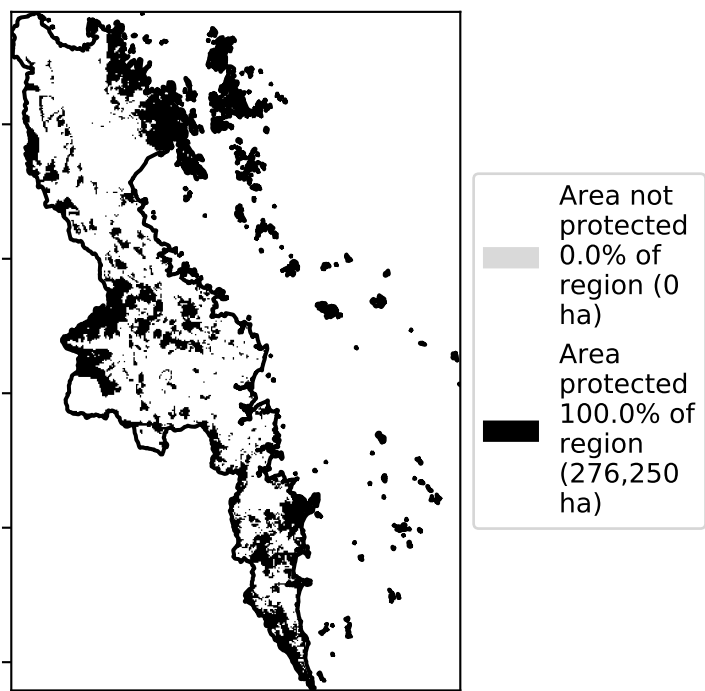 Area not
protected
0.0% of
region (0
ha)
Area
protected
100.0% of
region
(276,250
ha)